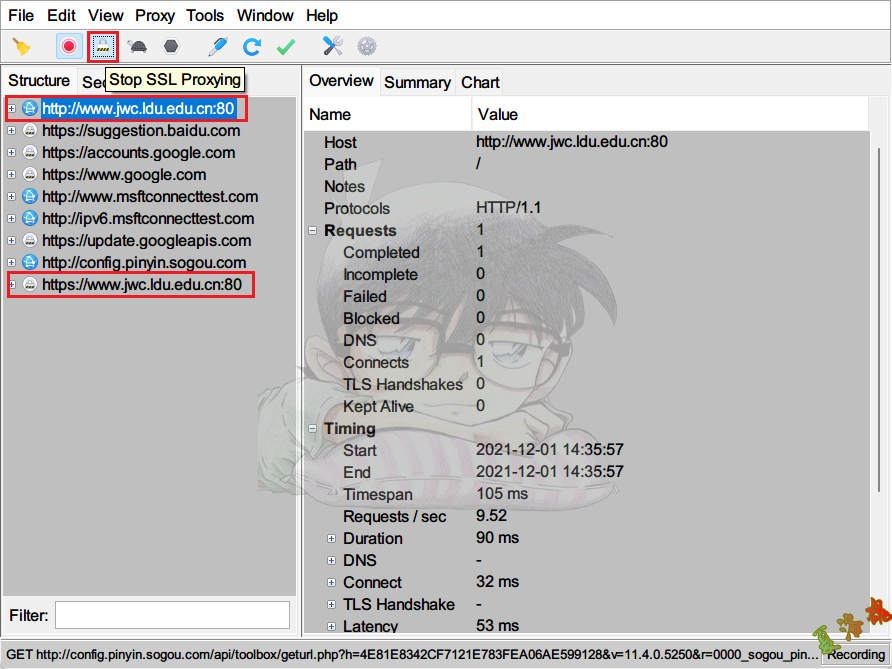 File Edit View Proxy Tools Window Help
Stop SSL Proxying
Structure
Overview Summary Chart
Name Value
http://www.jwc.ldu.edu.cn:80
https://suggestion.baidu.com
https://accounts.google.com
https://www.google.com
http://www.msftconnecttest.com
http://ipv6.msftconnecttest.com
https://update.googleapis.com
http://config.pinyin.sogou.com
https://www.jwc.ldu.edu.cn:80
Host http://www.jwc.ldu.edu.cn:80
Path /
Notes
Protocols HTTP/1.1
Requests 1
Completed 1
Incomplete 0
Failed 0
Blocked 0
DNS 0
Connects 1
TLS Handshakes 0
Kept Alive 0
Timing
Start 2021-12-01 14:35:57
End 2021-12-01 14:35:57
Timespan 105 ms
Requests / sec 9.52
Duration 90 ms
DNS -
Connect 32 ms
TLS Handshake -
Latency 53 ms
Filter:
GET http://config.pinyin.sogou.com/api/toolbox/geturl.php?h=4E81E8342CF7121E783FEA06AE599128&v=11.4.0.5250&r=0000_sogou_pin... Recording